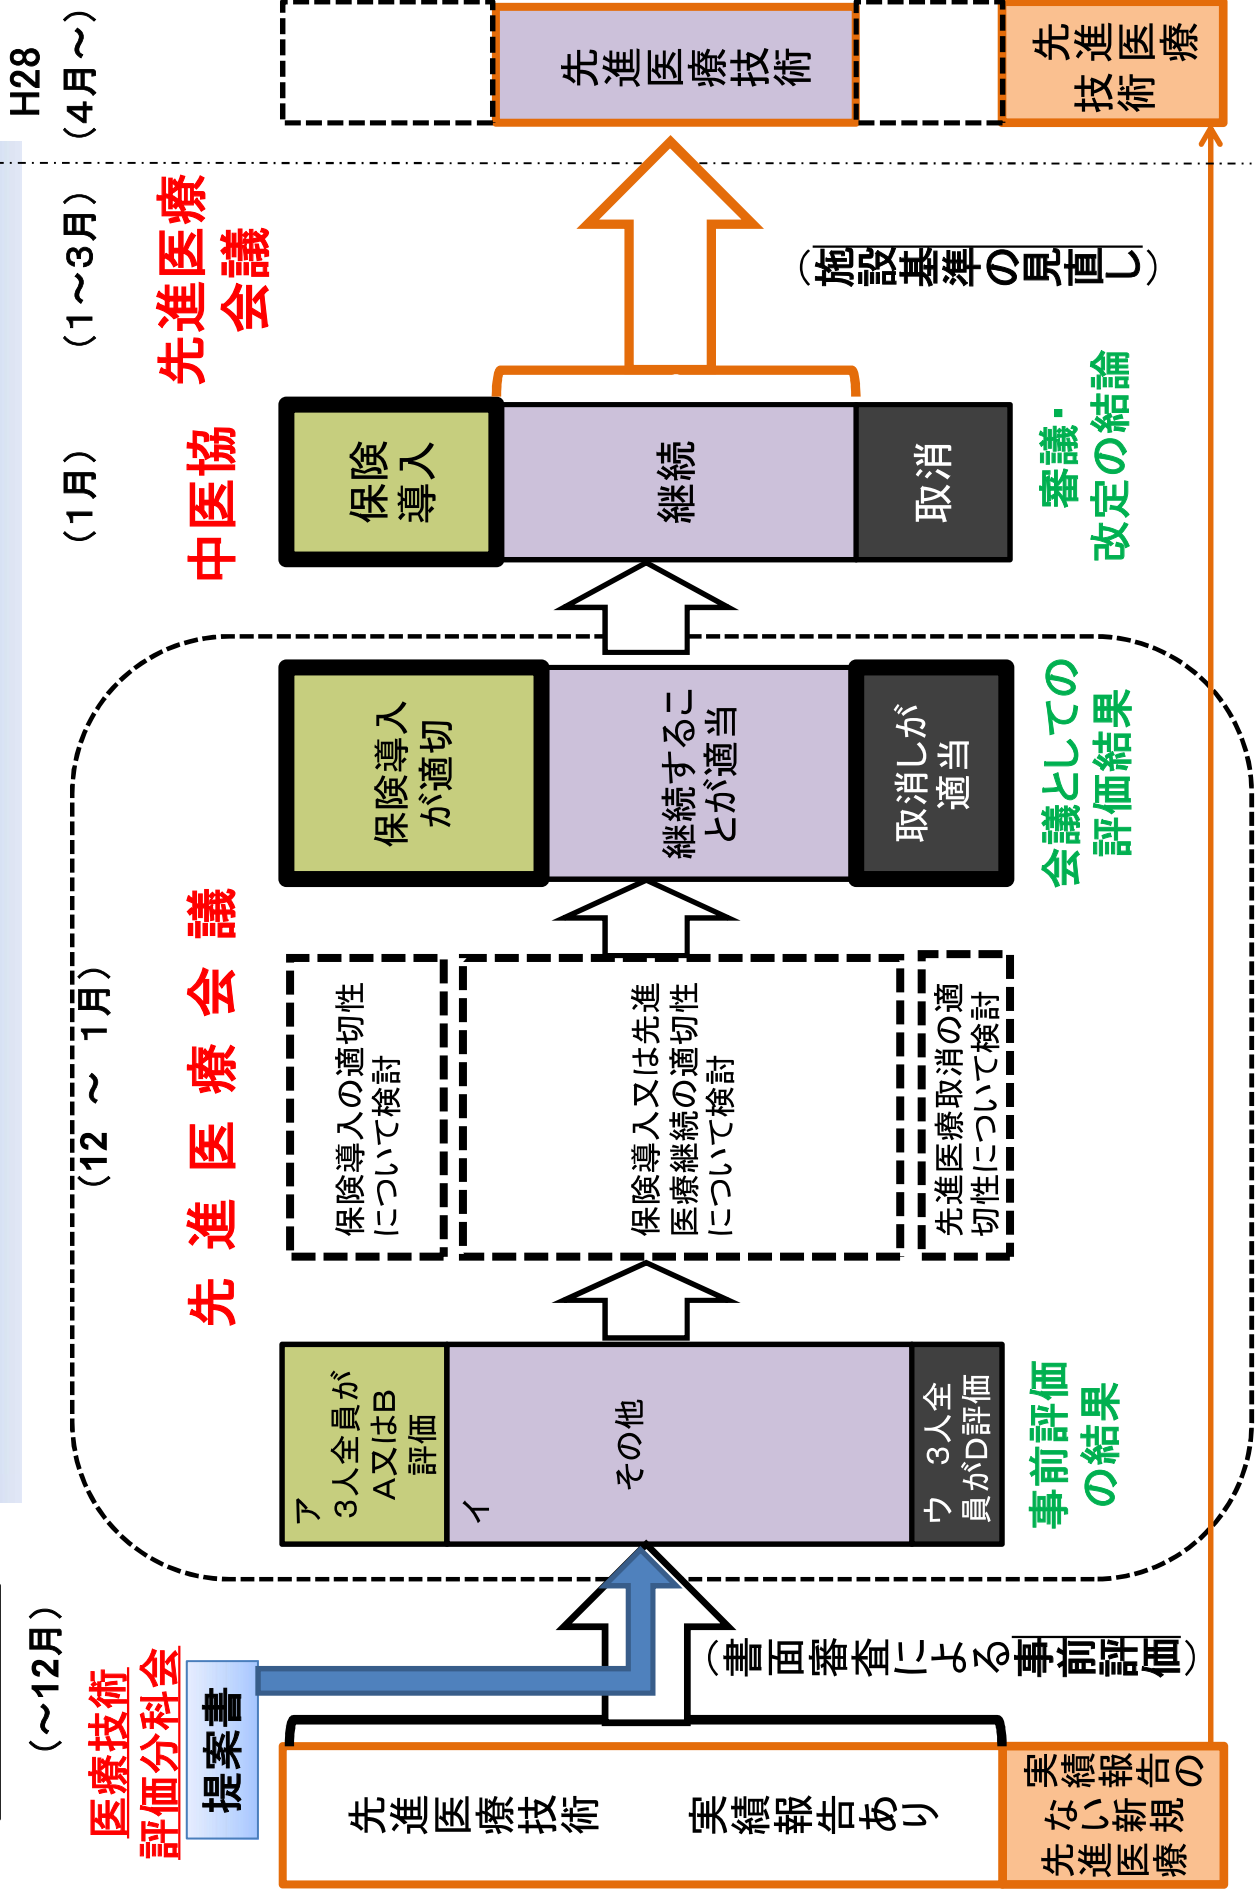 (～12月)
医療技術
評価分科会
提案書
先進医療技術
実績報告あり
実績報告の
ない新規
先進医療
(書面審査による事前評価)
(12 ～ 1月)
先進医療会議
ア
3人全員が
A又はB
評価
イ
その他
ウ 3人全
員がD評価
事前評価
の結果
保険導入の適切性
について検討
保険導入又は先進
医療継続の適切性
について検討
先進医療取消の適
切性について検討
保険導入
が適切
継続するこ
とが適当
取消しが
適当
会議としての
評価結果
(1月)
中医協
保険
導入
継続
取消
審議・
改定の結論
(1～3月)
先進医療
会議
(施設基準の見直し)
H28
(4月～)
先進医療技術
先進医療
技術